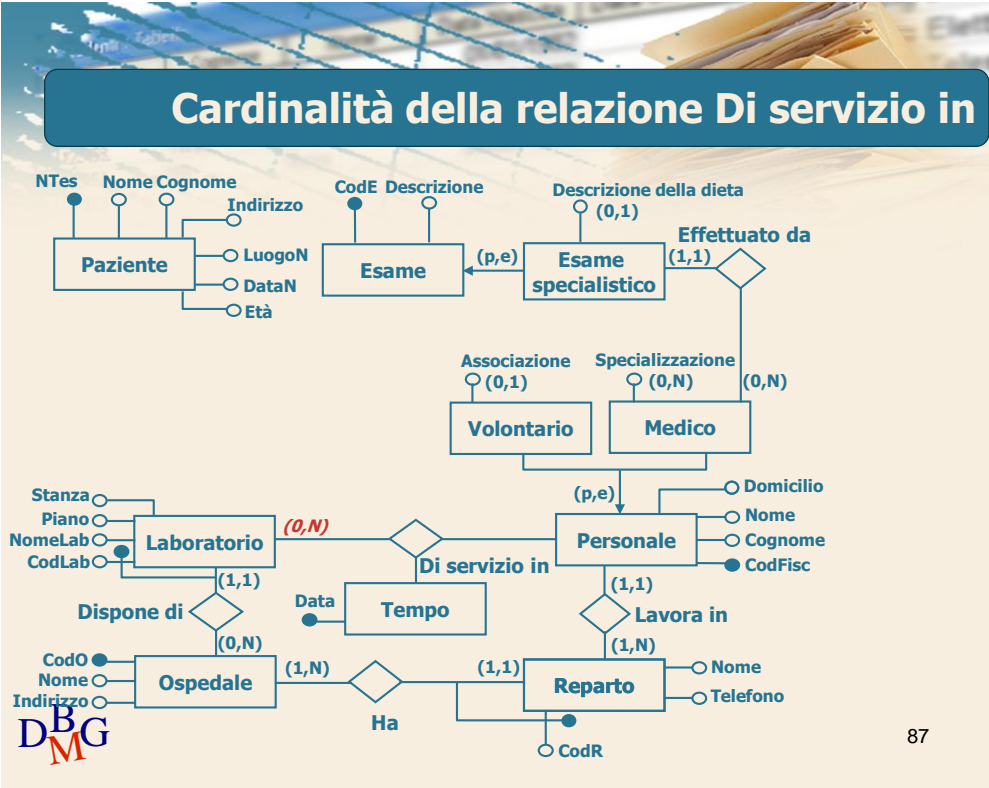 Cardinalità della relazione Di servizio in
NTes
Nome
Cognome
Indirizzo
LuogoN
DataN
Età
Paziente
CodE
Descrizione
Esame
(p,e)
Descrizione della dieta
(0,1)
Esame
specialistico
(1,1)
Effettuato da
(0,N)
Associazione
(0,1)
Volontario
Specializzazione
(0,N)
Medico
(p,e)
Domicilio
Nome
Cognome
CodFisc
Personale
Stanza
Piano
NomeLab
CodLab
Laboratorio
(0,N)
Di servizio in
Data
Tempo
(1,1)
Dispone di
(0,N)
(1,1)
Lavora in
(1,N)
CodO
Nome
Indirizzo
Ospedale
(1,N)
Ha
(1,1)
Reparto
Nome
Telefono
CodR
DBMG
87